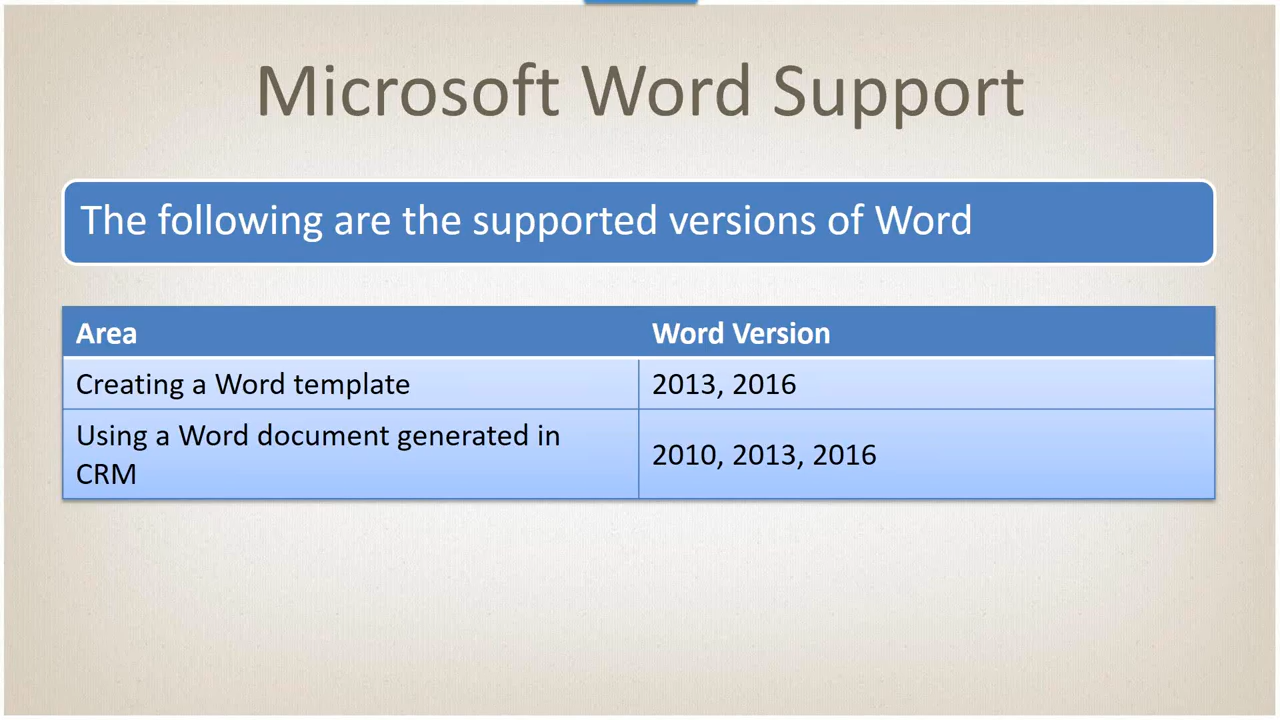 Microsoft Word Support
The following are the supported versions of Word
Area Word Version
Creating a Word template 2013, 2016
Using a Word document generated in
CRM
2010, 2013, 2016